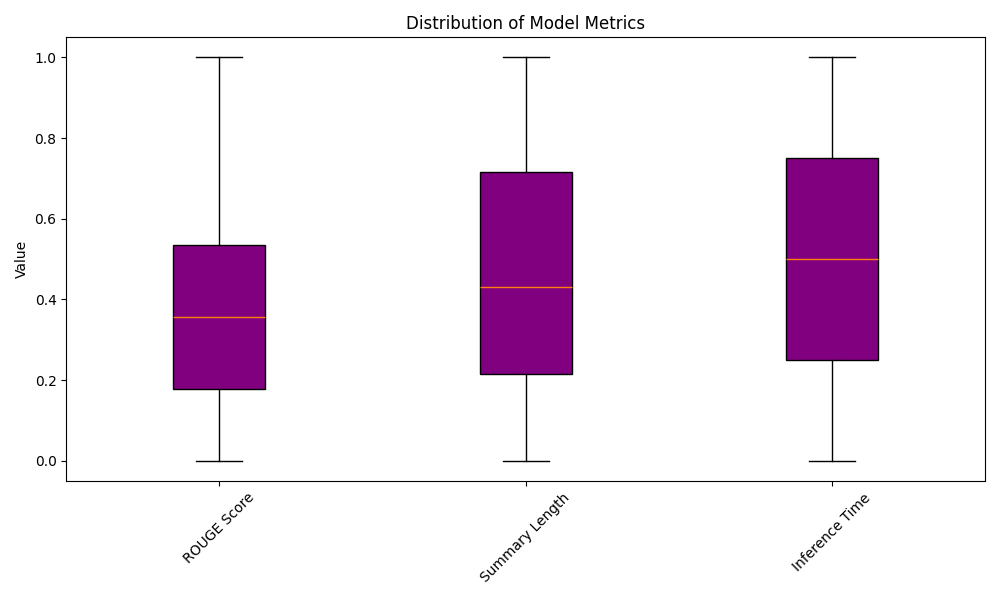 Distribution of Model Metrics
Value
1.0
0.8
0.6
0.4
0.2
0.0
ROUGE Score
Summary Length
Inference Time